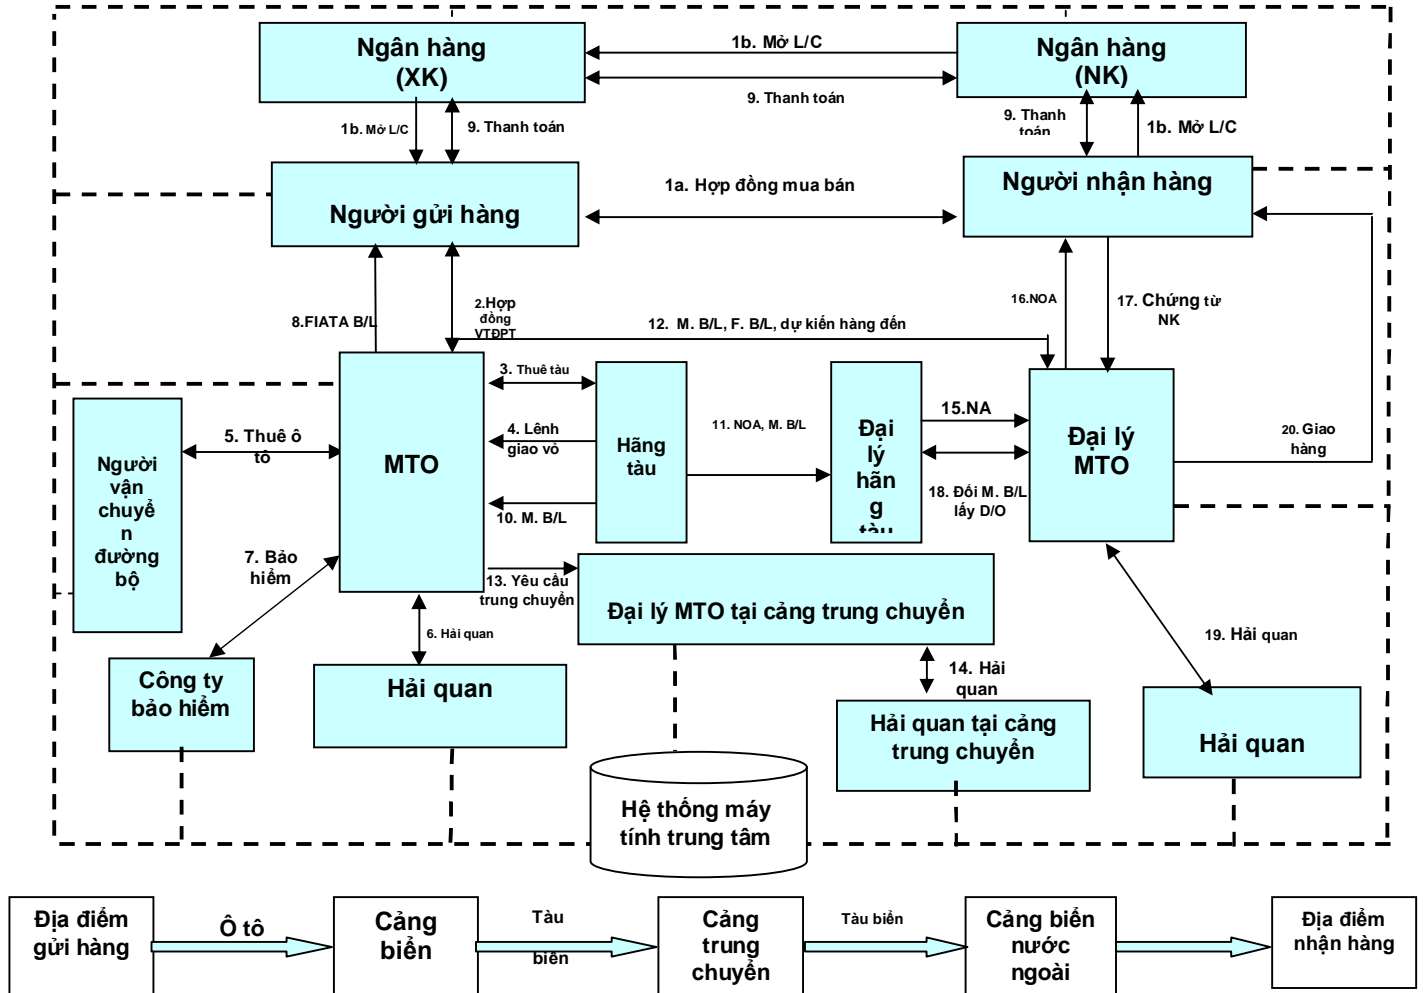 Ngân hàng
(XK)
1b. Mở L/C
Ngân hàng
(NK)
9. Thanh toán
1b. Mở L/C
9. Thanh toán
9. Thanh
toán
1b. Mở L/C
Người gửi hàng
1a. Hợp đồng mua bán
Người nhận hàng
8.FIATA B/L
2.Hợp
đồng
VTĐPT
12. M. B/L, F. B/L, dự kiến hàng đến
16.NOA
17. Chứng từ
NK
Người
vận
chuyể
n
đường
bộ
5. Thuê ô
tô
MTO
3. Thuê tàu
4. Lênh
giao vỏ
10. M. B/L
Hãng
tàu
11. NOA, M. B/L
Đại
lý
hãn
g
tàu
15.NA
18. Đối M. B/L
lấy D/O
Đại lý
MTO
20. Giao
hàng
7. Bảo
hiểm
13. Yêu cầu
trung chuyển
Đại lý MTO tại cảng trung chuyển
6. Hải quan
14. Hải
quan
19. Hải quan
Công ty
bảo hiểm
Hải quan
Hải quan tại cảng
trung chuyển
Hải quan
Hệ thống máy
tính trung tâm
Địa điểm
gửi hàng
Ô tô
Cảng
biển
Tàu
biển
Cảng
trung
chuyển
Tàu biển
Cảng biển
nước
ngoài
Địa điểm
nhận hàng